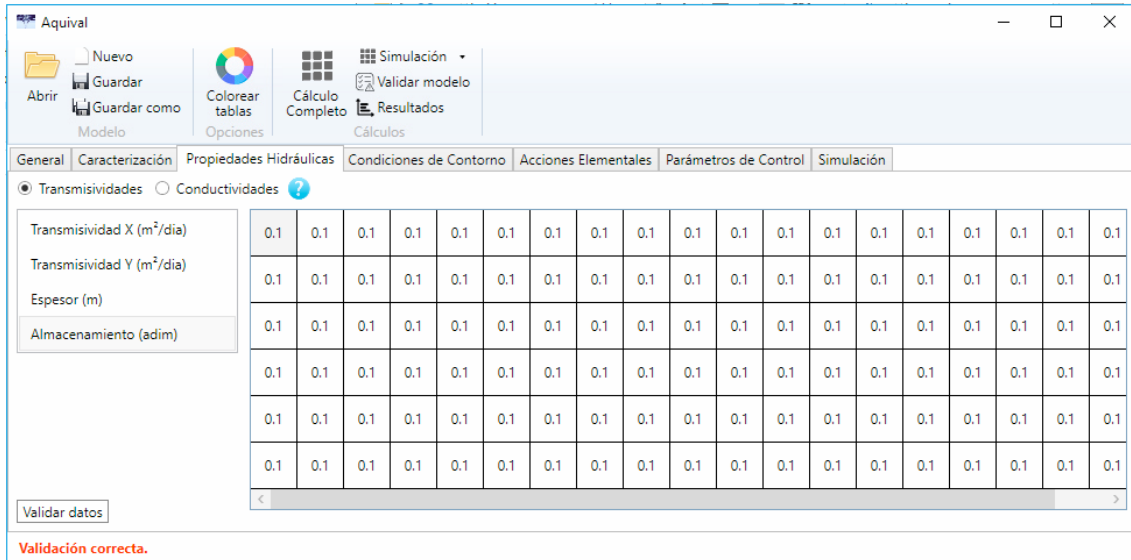 Aquival
Abrir
Nuevo
Guardar
Guardar como
Modelo
Colorear tablas
Opciones
Cálculo Completo
Simulación
Validar modelo
Resultados
Cálculos
General Caracterización Propiedades Hidráulicas Condiciones de Contorno Acciones Elementales Parámetros de Control Simulación
Transmisividades Conductividades ?
Transmisividad X (m²/dia)
Transmisividad Y (m²/dia)
Espesor (m)
Almacenamiento (adim)
0.1 0.1 0.1 0.1 0.1 0.1 0.1 0.1 0.1 0.1 0.1 0.1 0.1 0.1 0.1 0.1 0.1 0.1 0.1
0.1 0.1 0.1 0.1 0.1 0.1 0.1 0.1 0.1 0.1 0.1 0.1 0.1 0.1 0.1 0.1 0.1 0.1 0.1
0.1 0.1 0.1 0.1 0.1 0.1 0.1 0.1 0.1 0.1 0.1 0.1 0.1 0.1 0.1 0.1 0.1 0.1 0.1
0.1 0.1 0.1 0.1 0.1 0.1 0.1 0.1 0.1 0.1 0.1 0.1 0.1 0.1 0.1 0.1 0.1 0.1 0.1
0.1 0.1 0.1 0.1 0.1 0.1 0.1 0.1 0.1 0.1 0.1 0.1 0.1 0.1 0.1 0.1 0.1 0.1 0.1
0.1 0.1 0.1 0.1 0.1 0.1 0.1 0.1 0.1 0.1 0.1 0.1 0.1 0.1 0.1 0.1 0.1 0.1 0.1
Validar datos
Validación correcta.